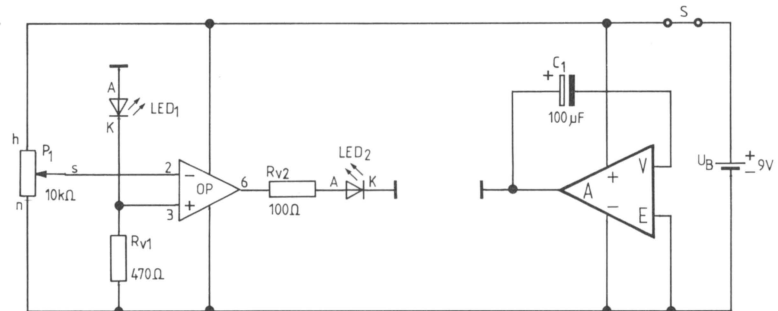 S
C1
+
100µF
A
LED1
K
h
P1
s
10kΩ
n
2
−
OP
3
+
6
Rv2
100Ω
LED2
A
K
Rv1
470Ω
+
A
−
V
E
UB
+
−
9V